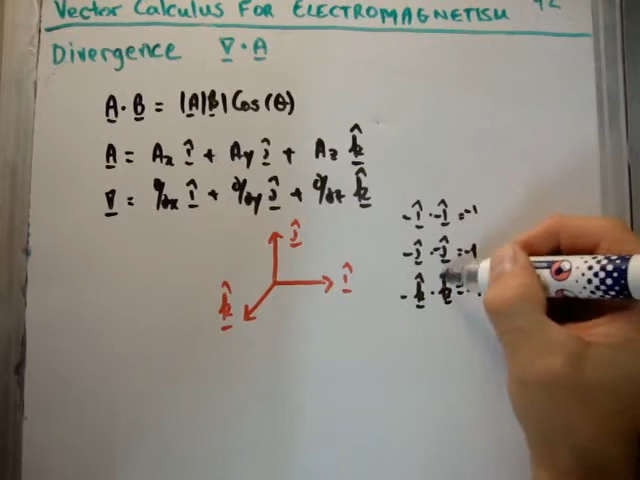 Vector Calculus FOR ELECTROMAGNETISM
Divergence ∇·A
A·B = |A||B| Cos(θ)
A = Ax î + Ay ĵ + Az k̂
∇ = ∂/∂x î + ∂/∂y ĵ + ∂/∂z k̂
ĵ
î
k̂
-î·î = -1
-ĵ·ĵ = -1
-k̂·k̂ =